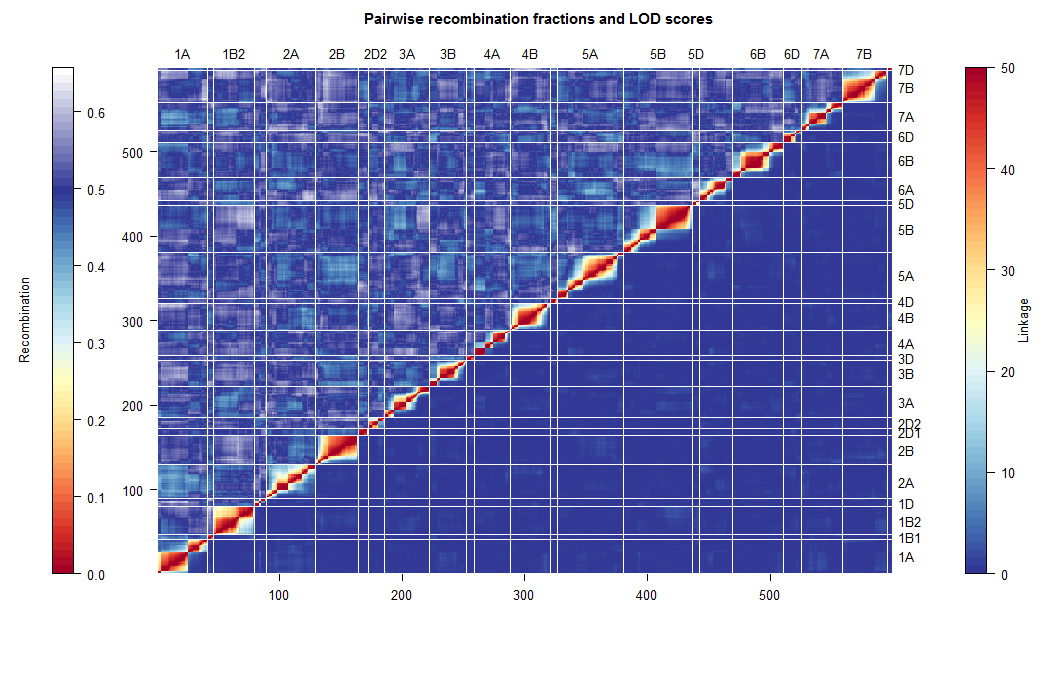 Pairwise recombination fractions and LOD scores
1A 1B2 2A 2B 2D2 3A 3B 4A 4B 5A 5B 5D 6B 6D 7A 7B
Recombination
0.6
0.5
0.4
0.3
0.2
0.1
0.0
500
400
300
200
100
100 200 300 400 500
7D
7B
7A
6D
6B
6A
5D
5B
5A
4D
4B
4A
3D
3B
3A
2D2
2D1
2B
2A
1D
1B2
1B1
1A
50
40
30
20
10
0
Linkage